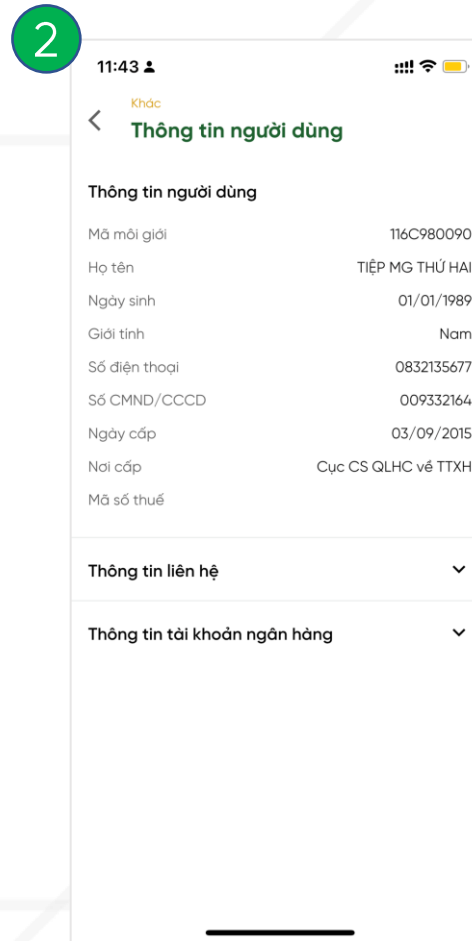 2
11:43
Khác
Thông tin người dùng
Thông tin người dùng
Mã môi giới 116C980090
Họ tên TIỆP MG THỨ HAI
Ngày sinh 01/01/1989
Giới tính Nam
Số điện thoại 0832135677
Số CMND/CCCD 009332164
Ngày cấp 03/09/2015
Nơi cấp Cục CS QLHC về TTXH
Mã số thuế
Thông tin liên hệ
Thông tin tài khoản ngân hàng